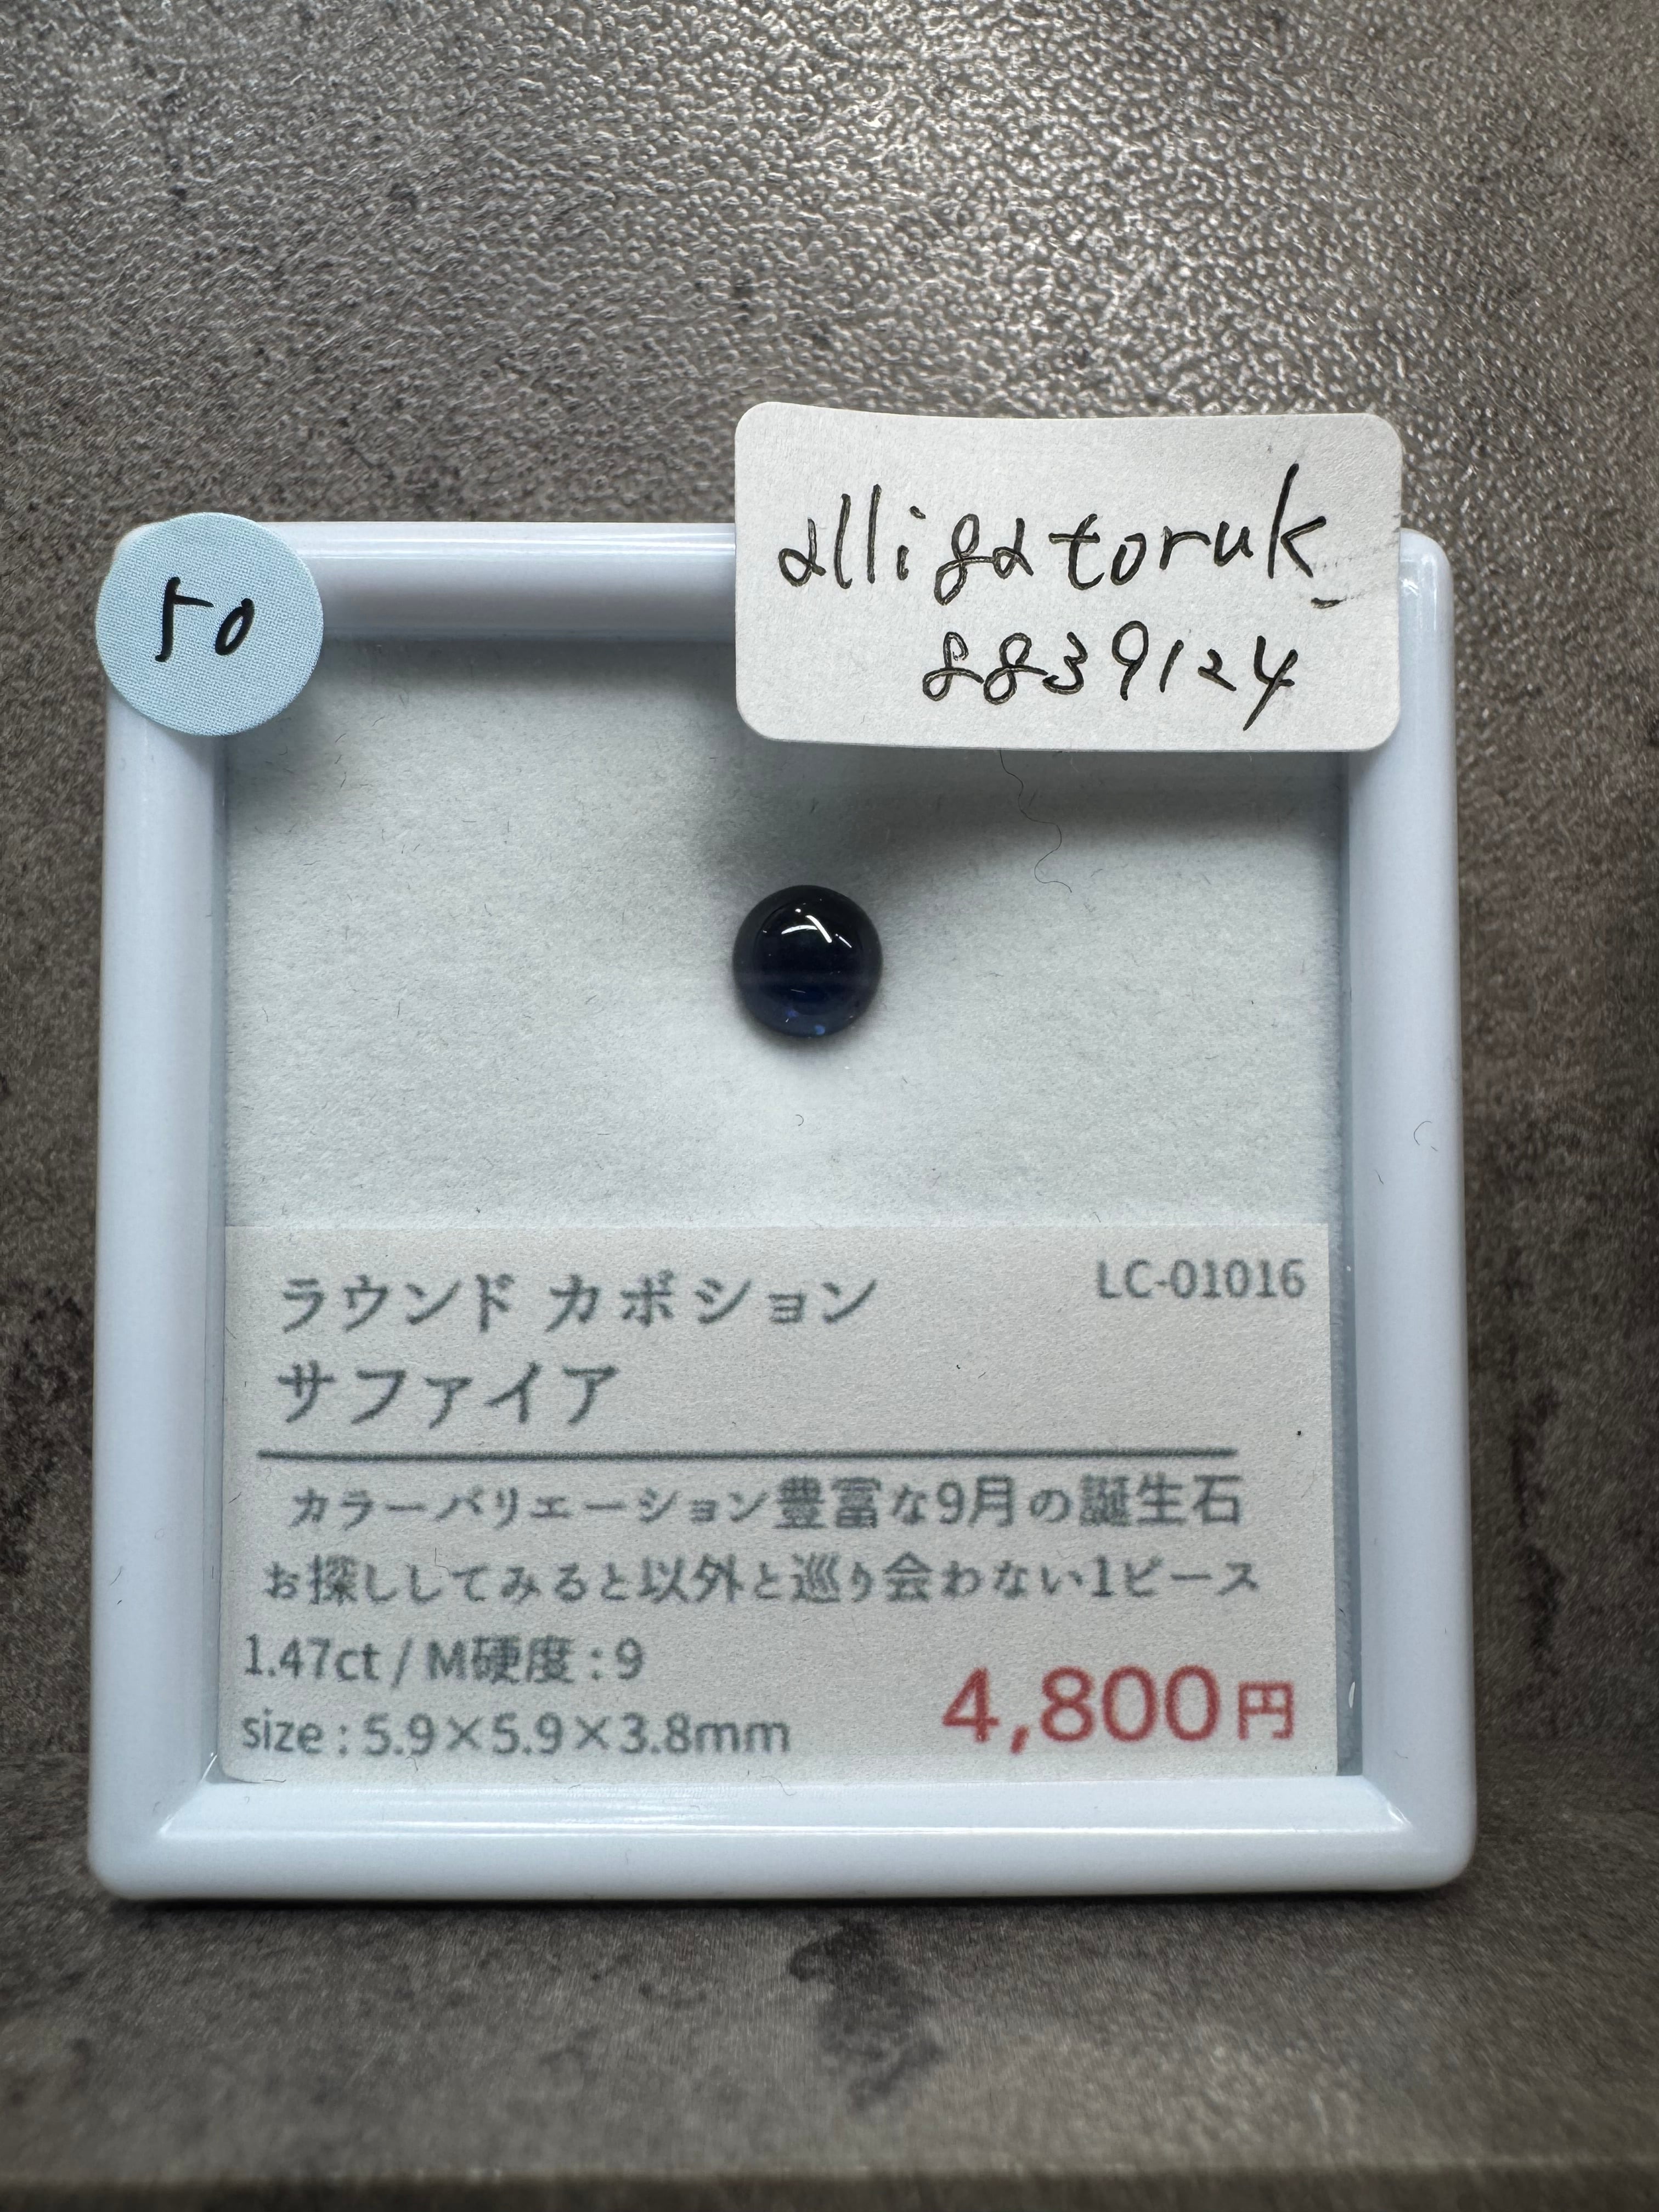 50
alligatoruk_
8839124
ラウンド カボション
LC-01016
サファイア
カラーバリエーション豊富な9月の誕生石
お探ししてみると以外と巡り会わない1ピース
1.47ct / M硬度 : 9
size : 5.9×5.9×3.8mm
4,800円